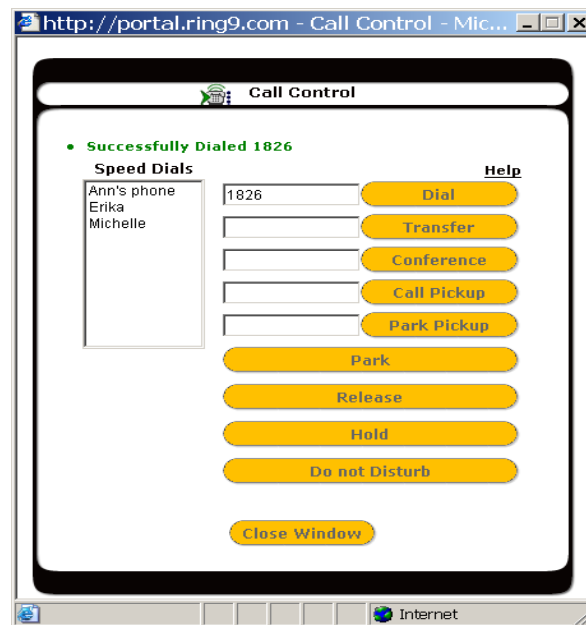 http://portal.ring9.com - Call Control - Mic...
Call Control
• Successfully Dialed 1826
Speed Dials
Help
Ann's phone
Erika
Michelle
1826
Dial
Transfer
Conference
Call Pickup
Park Pickup
Park
Release
Hold
Do not Disturb
Close Window
Internet